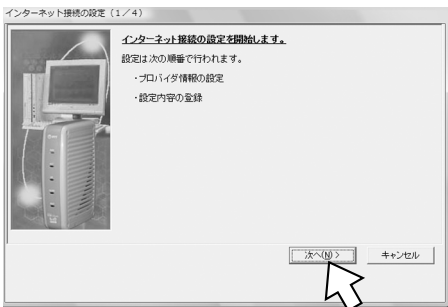 インターネット接続の設定(1/4)
インターネット接続の設定を開始します。
設定は次の順番で行われます。
・プロバイダ情報の設定
・設定内容の登録
次へ(N) >
キャンセル